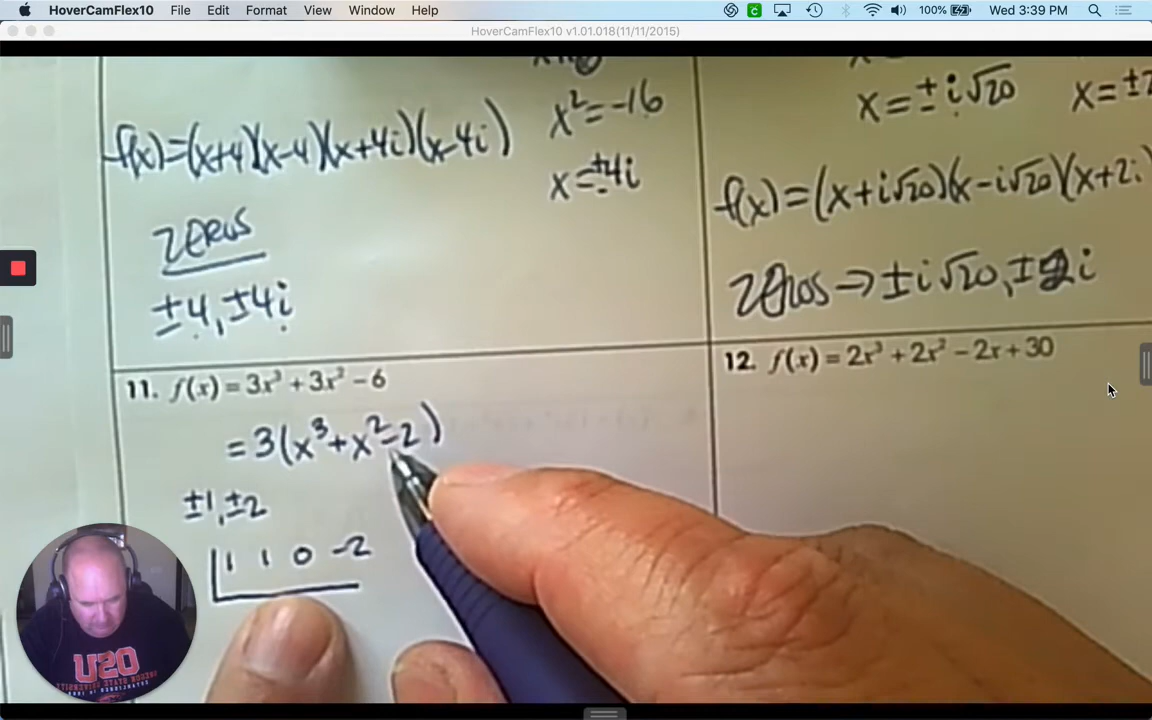 HoverCamFlex10 File Edit Format View Window Help 100% Wed 3:39 PM
HoverCamFlex10 v1.01.018(11/11/2015)
x²=-16
x=±4i
f(x)=(x+4)(x-4)(x+4i)(x-4i)
ZEROS
±4,±4i
x=±i√20 x=±2
f(x)=(x+i√20)(x-i√20)(x+2i)
ZEROS→±i√20,±2i
11. f(x) = 3x³ + 3x² − 6
=3(x³+x²-2)
±1,±2
1 1 0 -2
12. f(x) = 2x³ + 2x² − 2x + 30